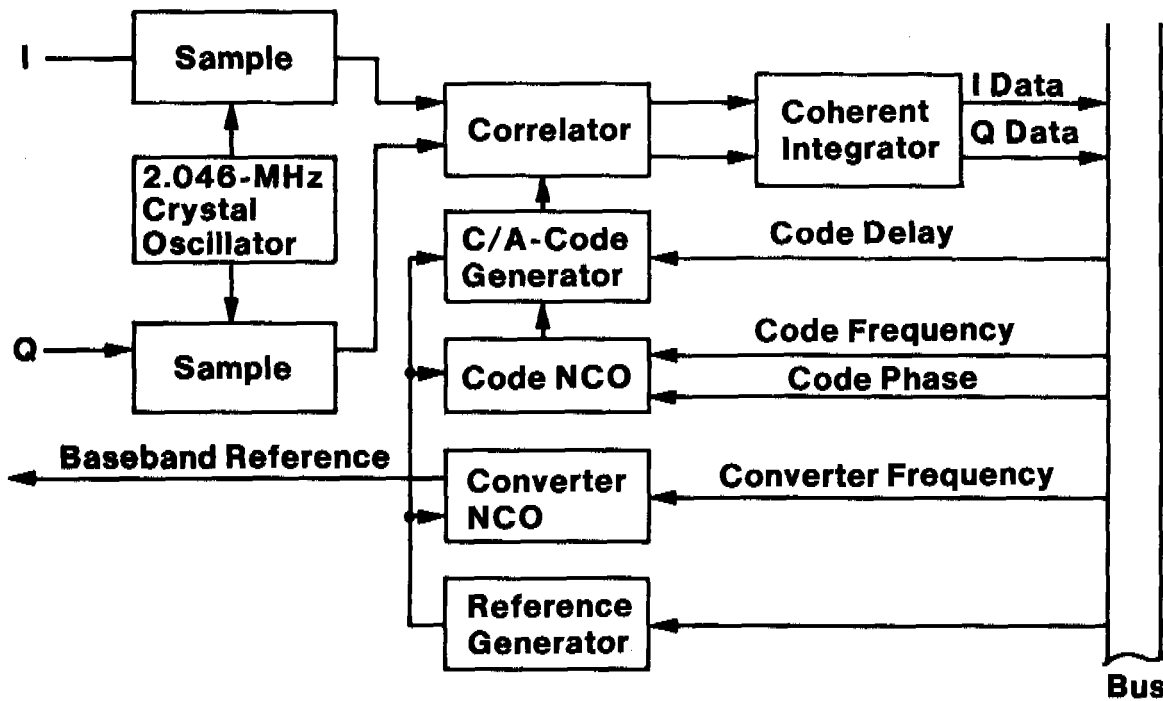 I
Sample
2.046-MHz
Crystal
Oscillator
Q
Sample
Correlator
Coherent
Integrator
I Data
Q Data
C/A-Code
Generator
Code Delay
Code NCO
Code Frequency
Code Phase
Baseband Reference
Converter
NCO
Converter Frequency
Reference
Generator
Bus